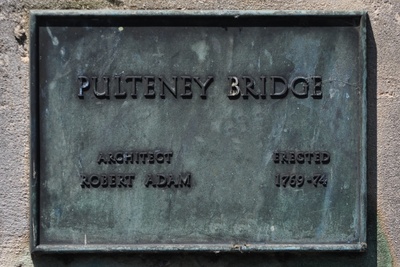 PULTENEY BRIDGE
ARCHITECT ERECTED
ROBERT ADAM 1769-74